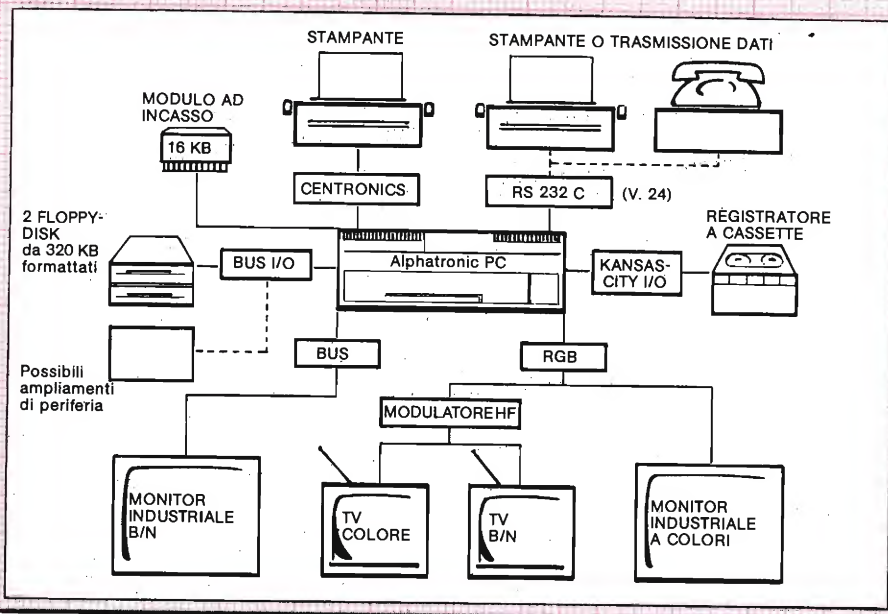 STAMPANTE
STAMPANTE O TRASMISSIONE DATI
MODULO AD
INCASSO
16 KB
CENTRONICS
RS 232 C
(V. 24)
2 FLOPPY-
DISK
da 320 KB
formattati
BUS I/O
Alphatronic PC
KANSAS-
CITY I/O
REGISTRATORE
A CASSETTE
Possibili
ampliamenti
di periferia
BUS
RGB
MODULATORE HF
MONITOR
INDUSTRIALE
B/N
TV
COLORE
TV
B/N
MONITOR
INDUSTRIALE
A COLORI